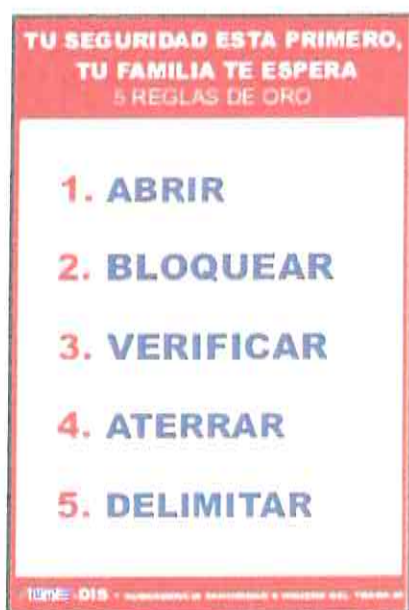 TU SEGURIDAD ESTA PRIMERO,
TU FAMILIA TE ESPERA
5 REGLAS DE ORO
1. ABRIR
2. BLOQUEAR
3. VERIFICAR
4. ATERRAR
5. DELIMITAR
-DIS